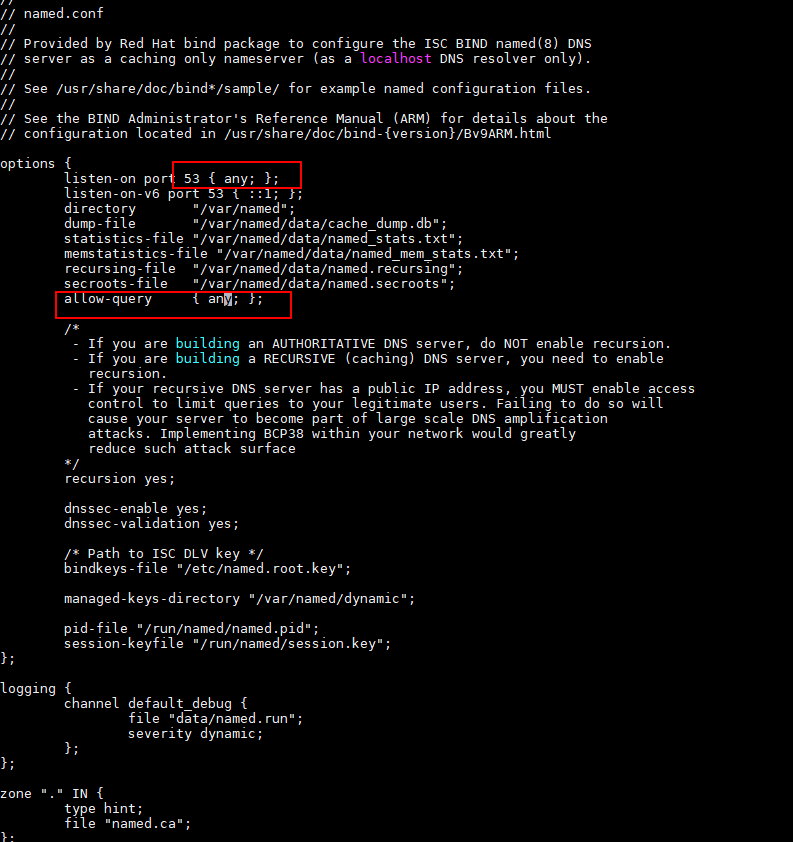 //
// named.conf
//
// Provided by Red Hat bind package to configure the ISC BIND named(8) DNS
// server as a caching only nameserver (as a localhost DNS resolver only).
//
// See /usr/share/doc/bind*/sample/ for example named configuration files.
//
// See the BIND Administrator's Reference Manual (ARM) for details about the
// configuration located in /usr/share/doc/bind-{version}/Bv9ARM.html

options {
        listen-on port 53 { any; };
        listen-on-v6 port 53 { ::1; };
        directory       "/var/named";
        dump-file       "/var/named/data/cache_dump.db";
        statistics-file "/var/named/data/named_stats.txt";
        memstatistics-file "/var/named/data/named_mem_stats.txt";
        recursing-file  "/var/named/data/named.recursing";
        secroots-file   "/var/named/data/named.secroots";
        allow-query     { any; };

        /*
         - If you are building an AUTHORITATIVE DNS server, do NOT enable recursion.
         - If you are building a RECURSIVE (caching) DNS server, you need to enable
           recursion.
         - If your recursive DNS server has a public IP address, you MUST enable access
           control to limit queries to your legitimate users. Failing to do so will
           cause your server to become part of large scale DNS amplification
           attacks. Implementing BCP38 within your network would greatly
           reduce such attack surface
        */
        recursion yes;

        dnssec-enable yes;
        dnssec-validation yes;

        /* Path to ISC DLV key */
        bindkeys-file "/etc/named.root.key";

        managed-keys-directory "/var/named/dynamic";

        pid-file "/run/named/named.pid";
        session-keyfile "/run/named/session.key";
};

logging {
        channel default_debug {
                file "data/named.run";
                severity dynamic;
        };
};

zone "." IN {
        type hint;
        file "named.ca";
};